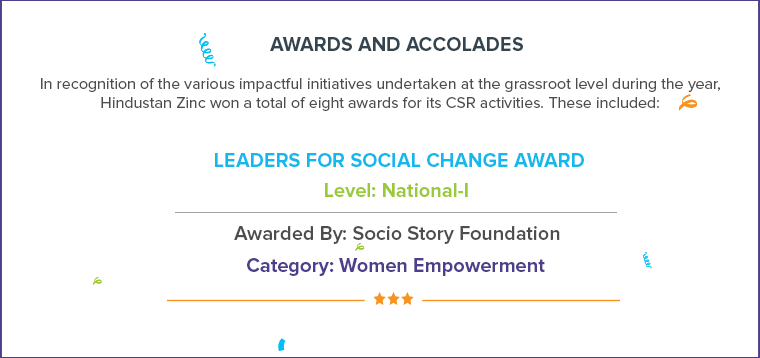 AWARDS AND ACCOLADES
In recognition of the various impactful initiatives undertaken at the grassroot level during the year,
Hindustan Zinc won a total of eight awards for its CSR activities. These included:
LEADERS FOR SOCIAL CHANGE AWARD
Level: National-I
Awarded By: Socio Story Foundation
Category: Women Empowerment